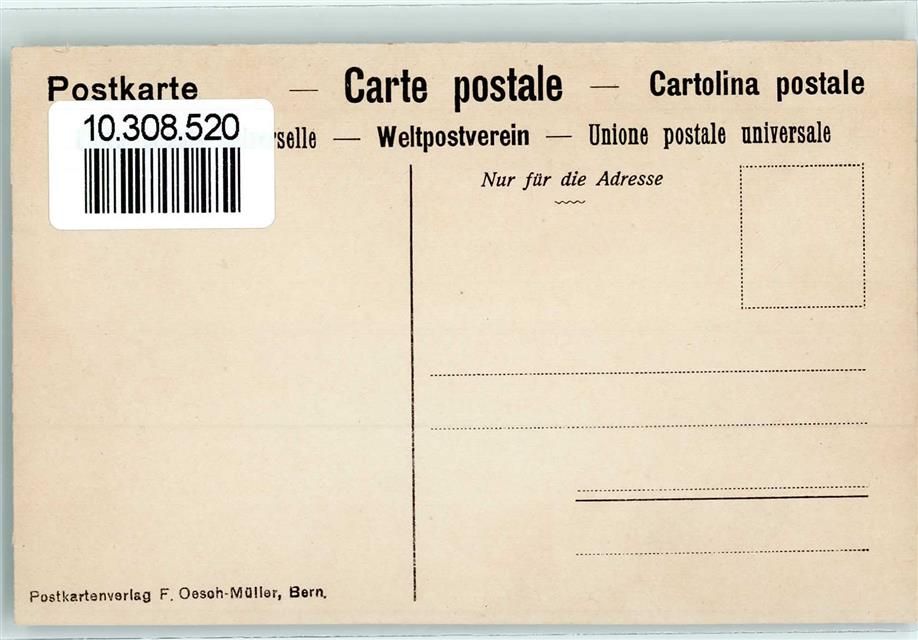 Postkarte — Carte postale — Cartolina postale
10.308.520
— Weltpostverein — Unione postale universale
Nur für die Adresse
Postkartenverlag F. Oesch-Müller, Bern.